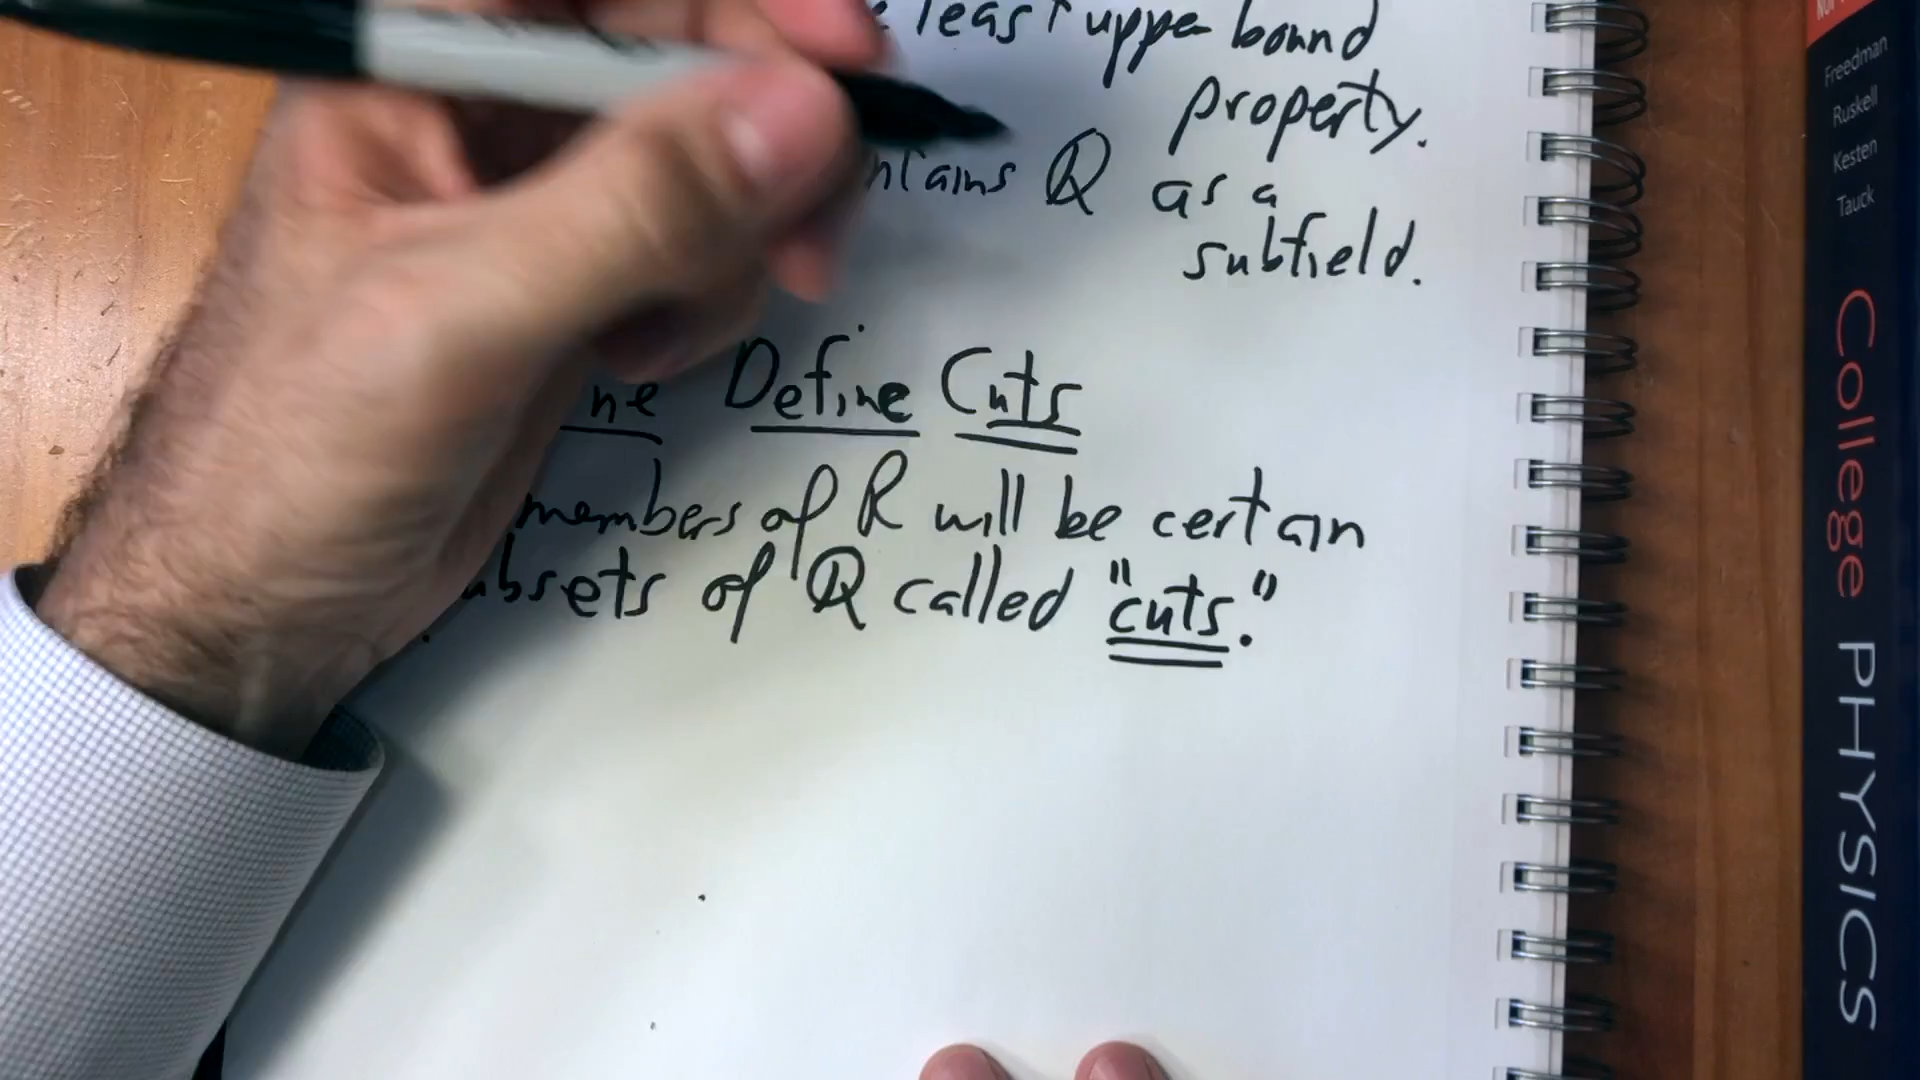 least upper bound
property.
ntains Q as a
subfield.
ne Define Cuts
members of R will be certain
ubsets of Q called "cuts."
Freedman
Ruskell
Kesten
Tauck
College PHYSICS